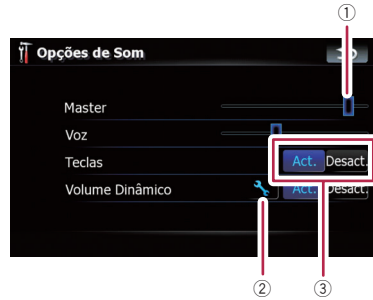 ①
Opções de Som
Master
Voz
Teclas Act. Desact.
Volume Dinâmico Act. Desact.
② ③